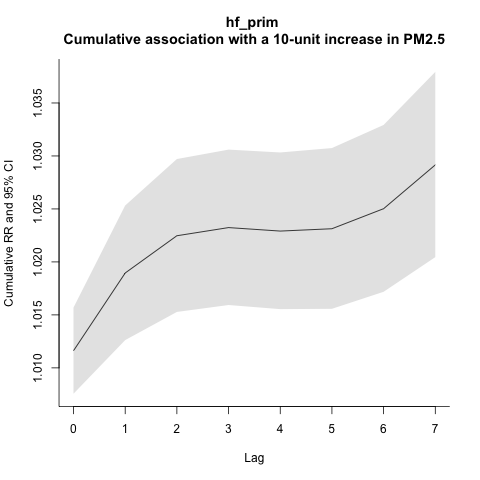 hf_prim
Cumulative association with a 10-unit increase in PM2.5
Cumulative RR and 95% CI
1.035
1.030
1.025
1.020
1.015
1.010
0 1 2 3 4 5 6 7
Lag